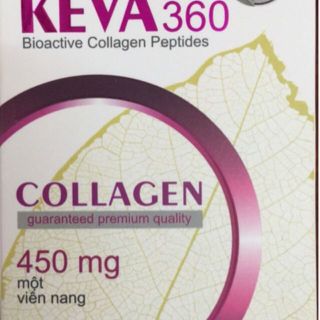 KEVA 360
Bioactive Collagen Peptides
COLLAGEN
guaranteed premium quality
450 mg
một
viên nang